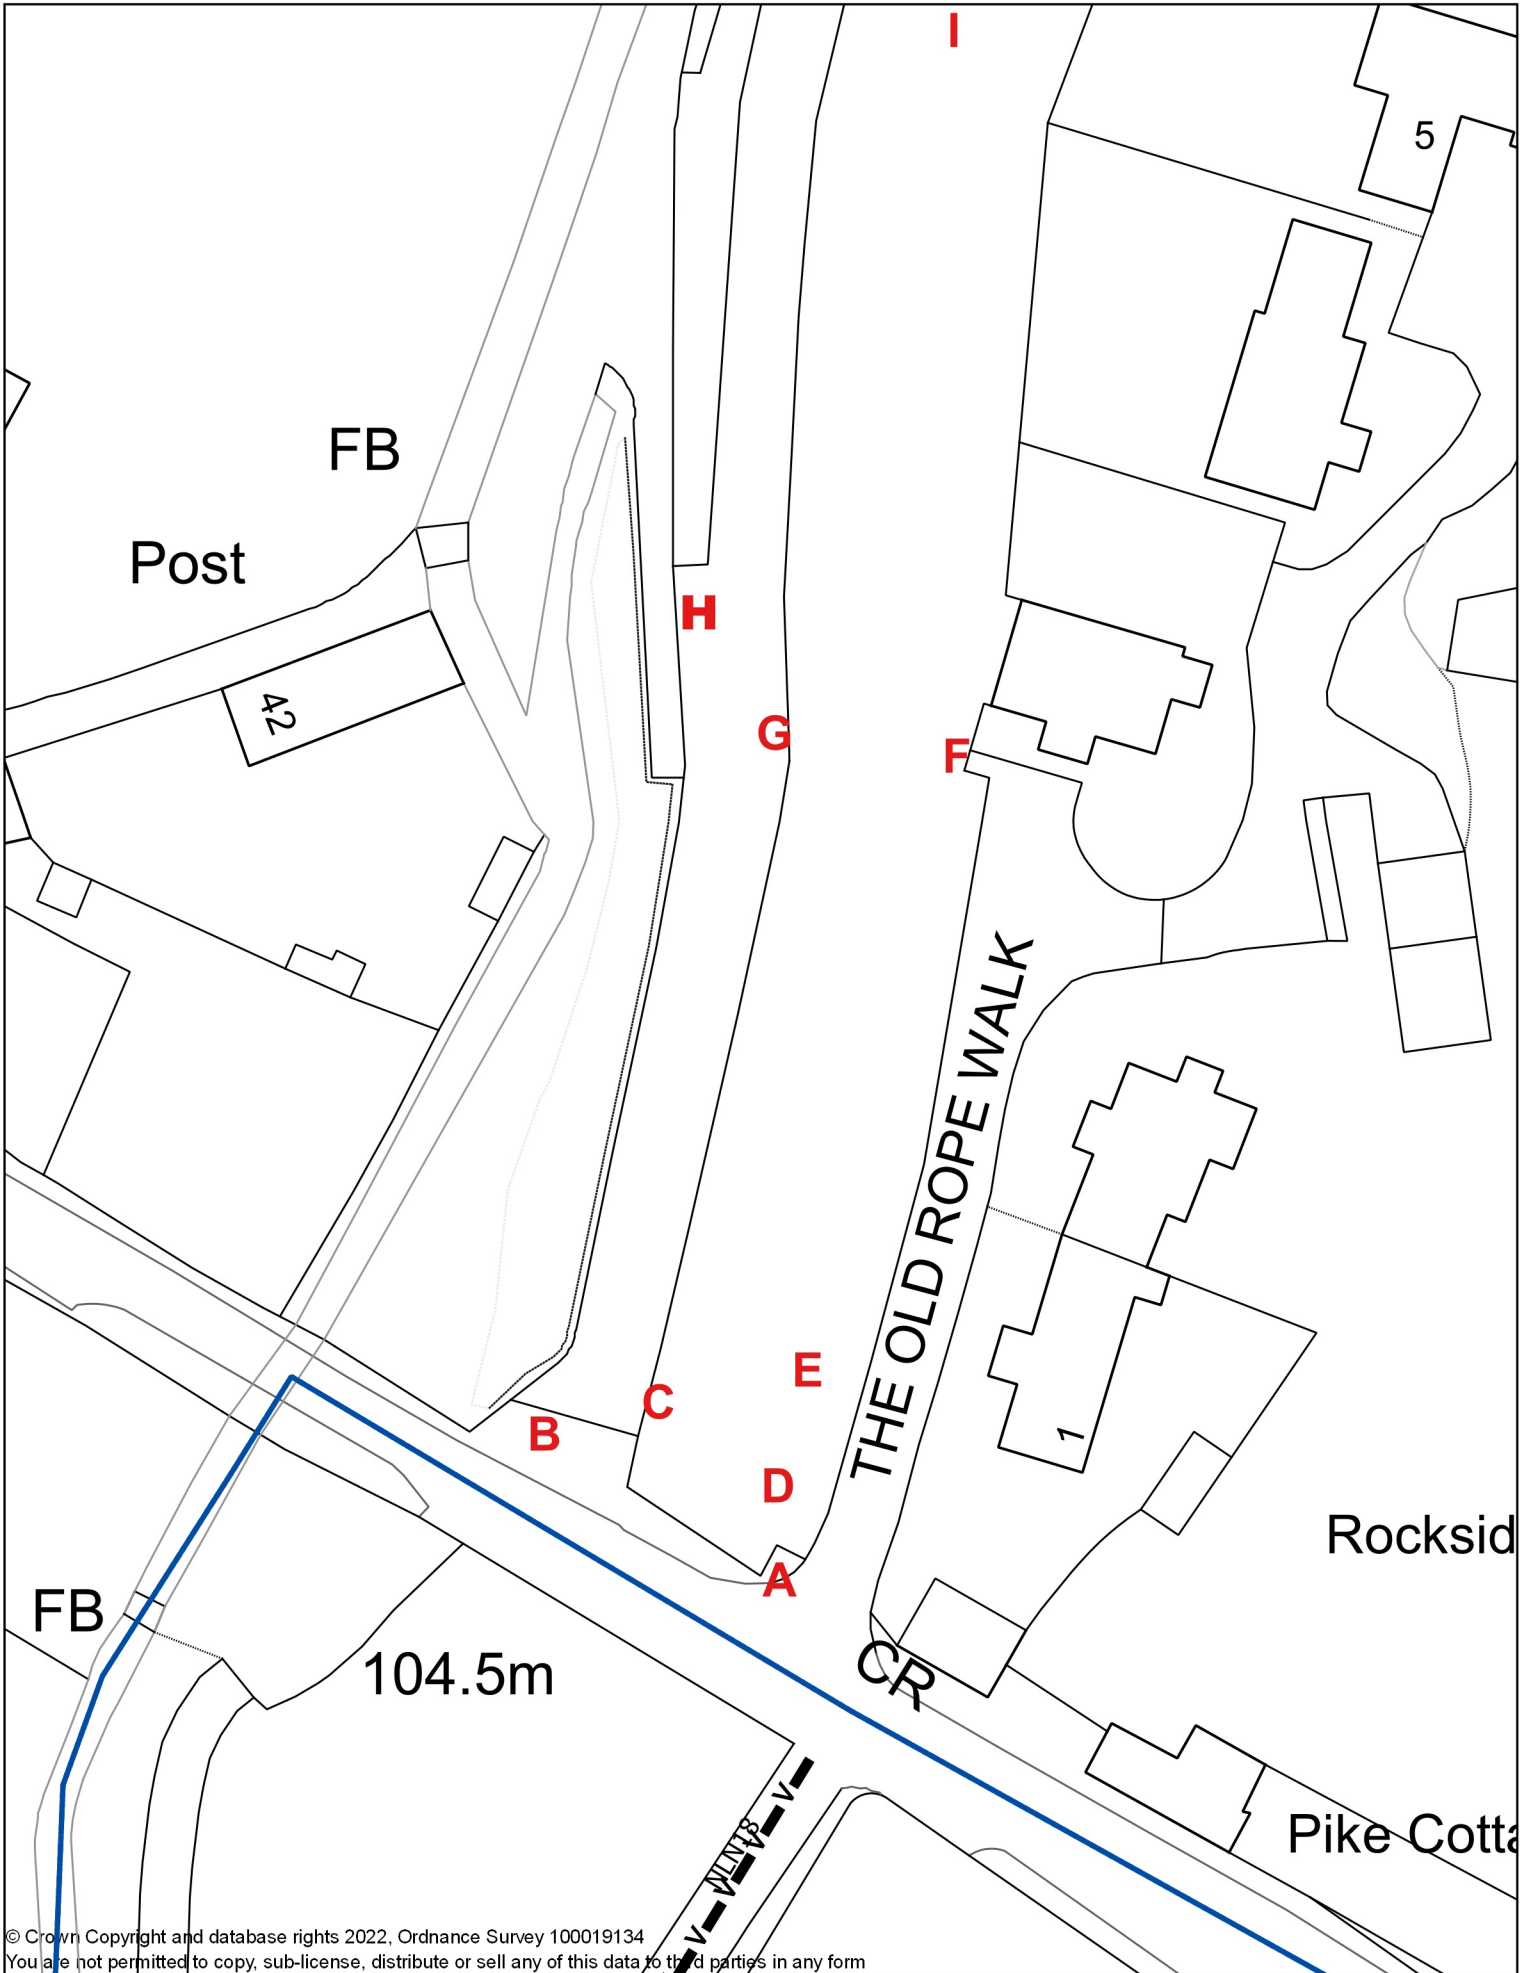 I
5
FB
Post
H
42
G
F
THE OLD ROPE WALK
E
C
B
1
D
Rocksid
A
FB
CR
104.5m
V
NLN18
V
Pike Cotta
V
V
© Crown Copyright and database rights 2022, Ordnance Survey 100019134
You are not permitted to copy, sub-license, distribute or sell any of this data to third parties in any form